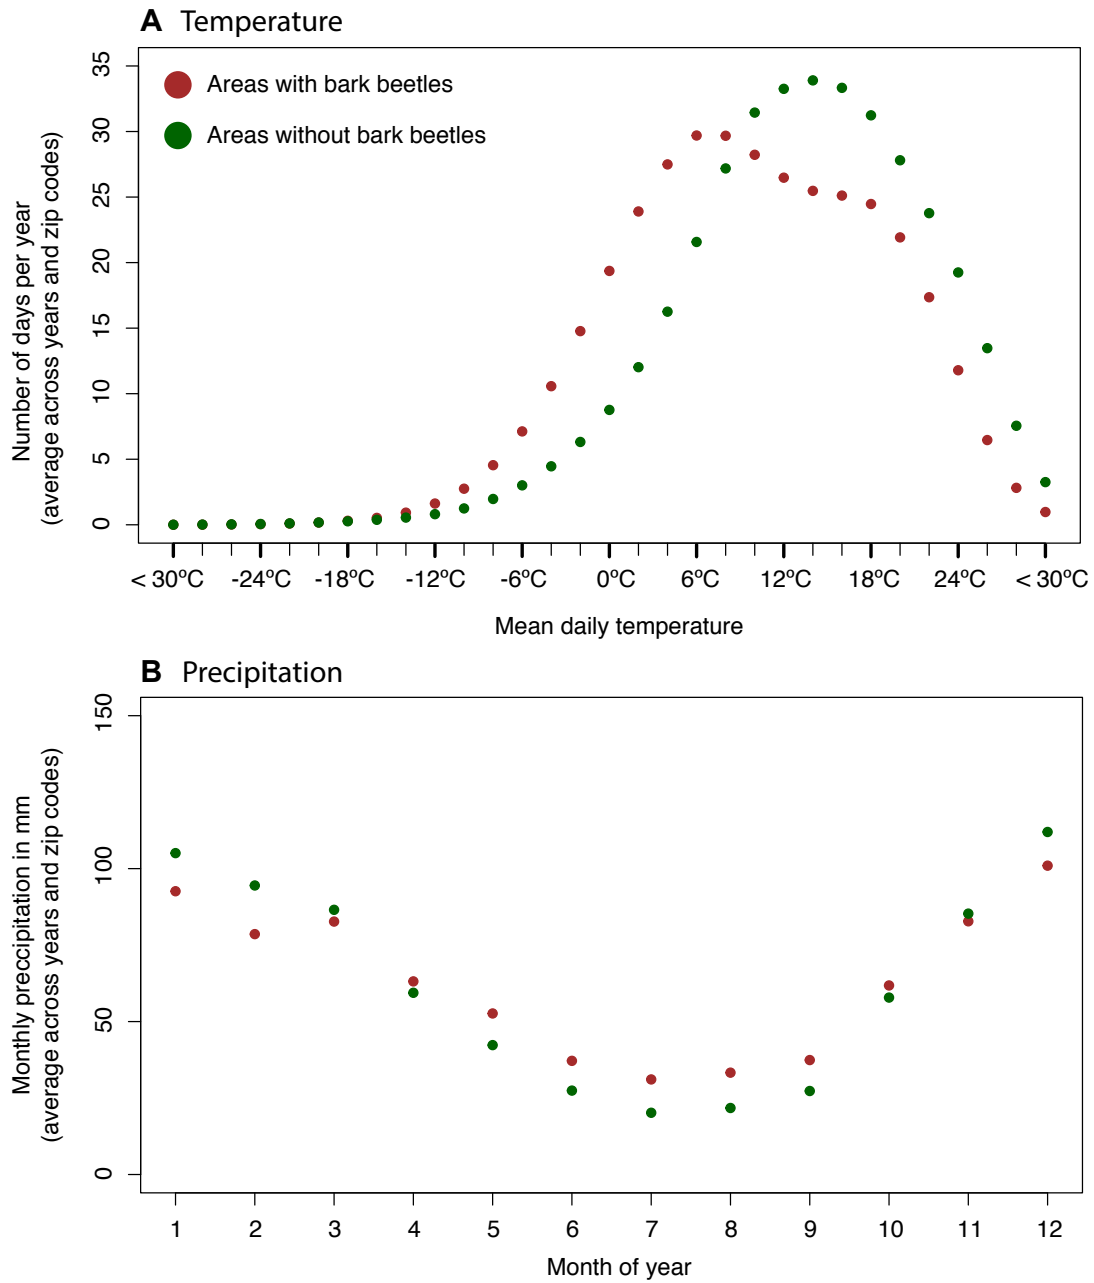 A Temperature
Areas with bark beetles
Areas without bark beetles
Number of days per year
(average across years and zip codes)
35
30
25
20
15
10
5
0
< 30ºC -24ºC -18ºC -12ºC -6ºC 0ºC 6ºC 12ºC 18ºC 24ºC < 30ºC
Mean daily temperature
B Precipitation
Monthly preccipitation in mm
(average across years and zip codes)
150
100
50
0
1 2 3 4 5 6 7 8 9 10 11 12
Month of year